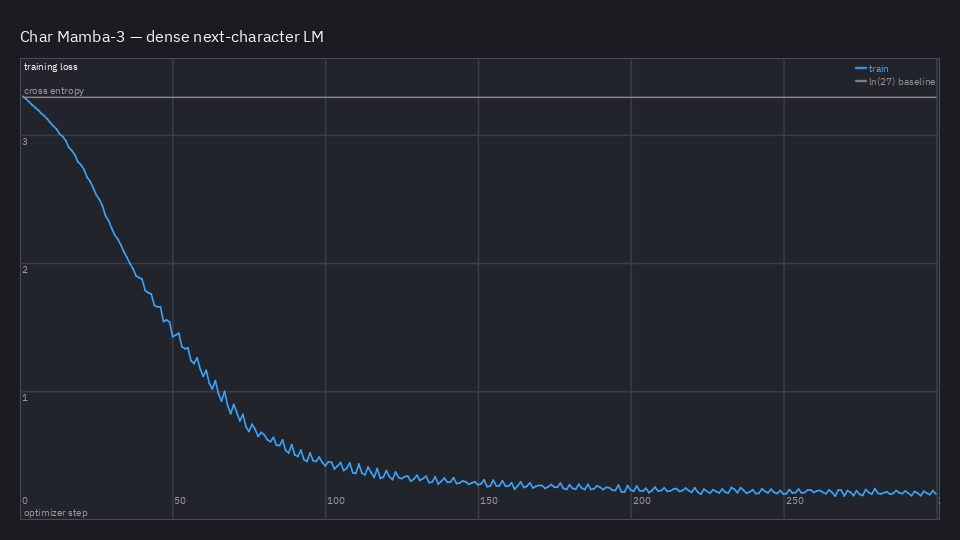 Char Mamba-3 — dense next-character LM
training loss
train
cross entropy
ln(27) baseline
3
2
1
0
50
100
150
200
250
optimizer step